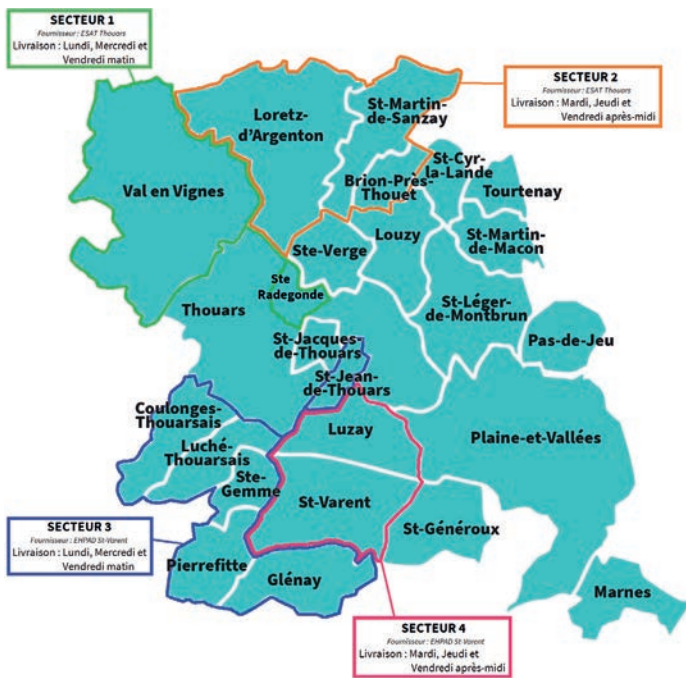 SECTEUR 1
Fournisseur : ESAT Thouars
Livraison : Lundi, Mercredi et
Vendredi matin
SECTEUR 2
Fournisseur : ESAT Thouars
Livraison : Mardi, Jeudi et
Vendredi après-midi
Loretz-
d'Argenton
St-Martin-
de-Sanzay
Val en Vignes
Brion-Près-
Thouet
St-Cyr-
la-Lande
Tourtenay
Ste-Verge
Louzy
St-Martin-
de-Macon
Ste
Radegonde
Thouars
St-Léger-
de-Montbrun
Pas-de-Jeu
St-Jacques-
de-Thouars
St-Jean-
de-Thouars
Coulonges-
Thouarsais
Luzay
Plaine-et-Vallées
Luché-
Thouarsais
Ste-
Gemme
St-Varent
St-Généroux
SECTEUR 3
Fournisseur : EHPAD St-Varent
Livraison : Lundi, Mercredi et
Vendredi matin
Pierrefitte
Glénay
Marnes
SECTEUR 4
Fournisseur : EHPAD St-Varent
Livraison : Mardi, Jeudi et
Vendredi après-midi